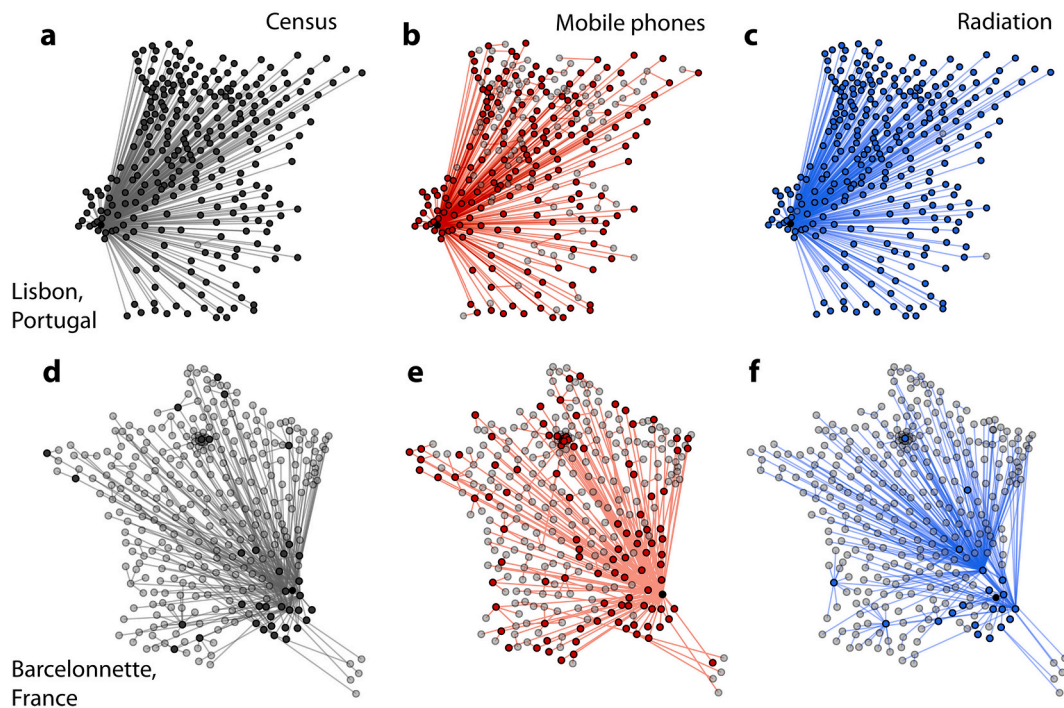 a
Census
b
Mobile phones
c
Radiation
Lisbon,
Portugal
d
e
f
Barcelonnette,
France